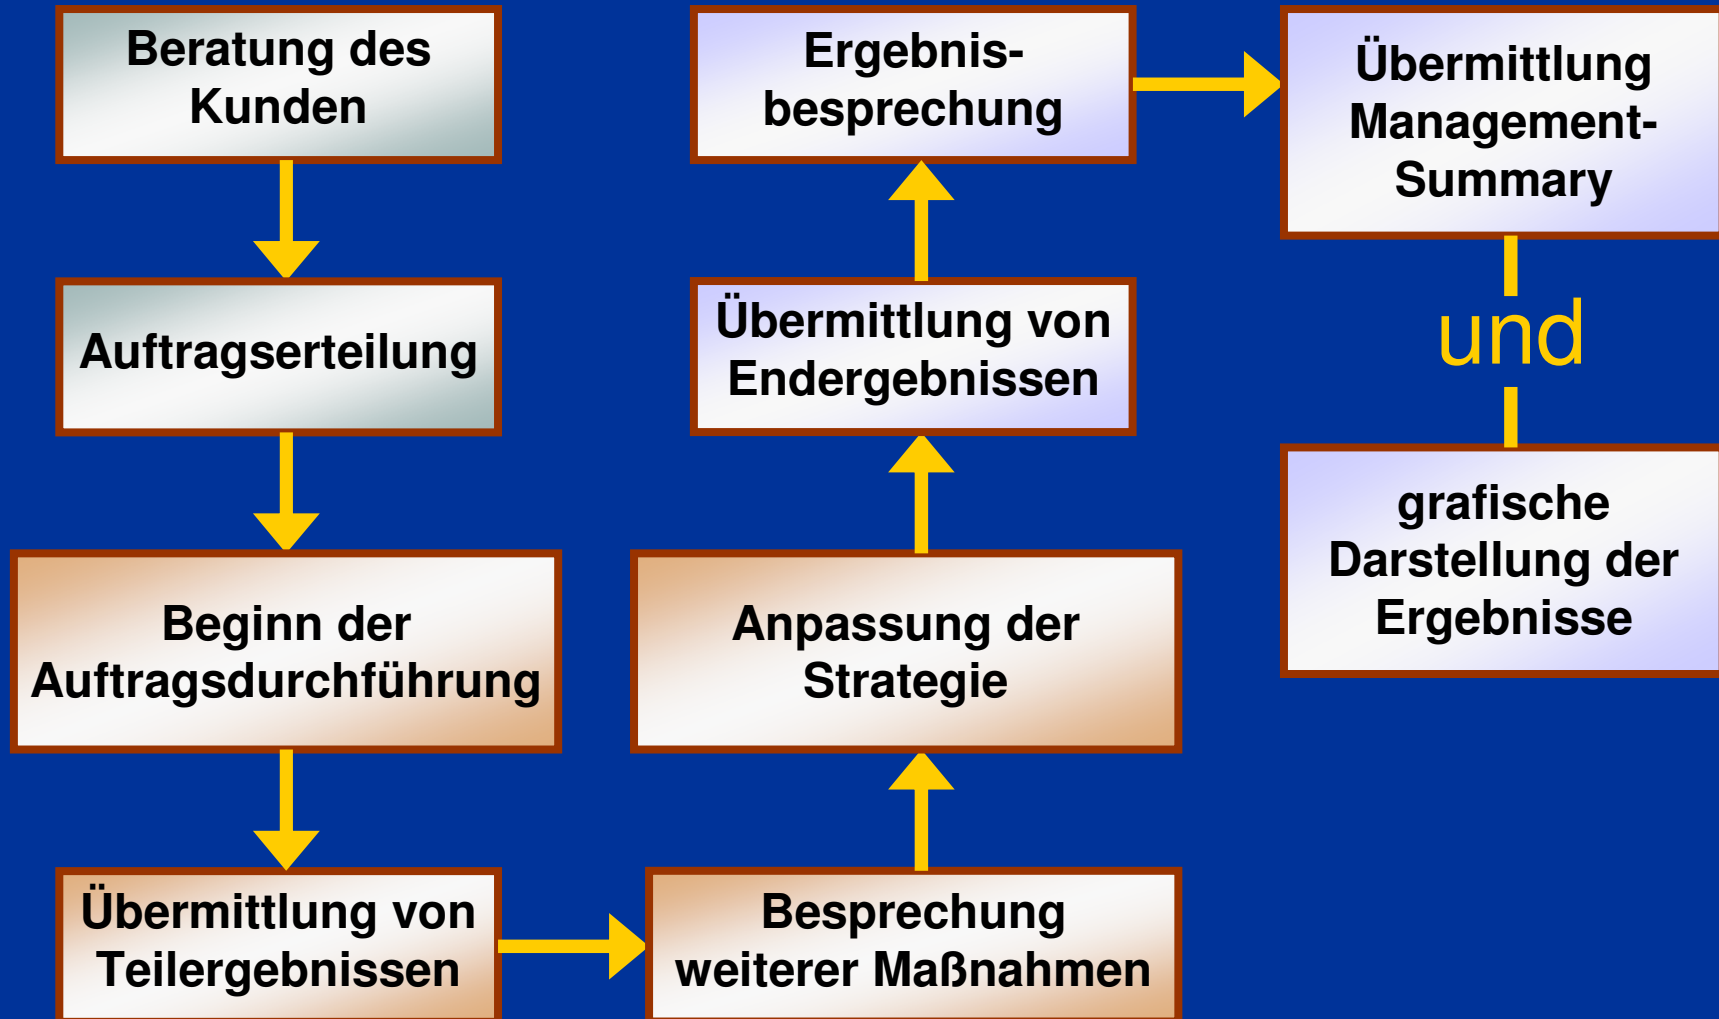 Beratung des
Kunden
Auftragserteilung
Beginn der
Auftragsdurchführung
Übermittlung von
Teilergebnissen
Besprechung
weiterer Maßnahmen
Anpassung der
Strategie
Übermittlung von
Endergebnissen
Ergebnis-
besprechung
Übermittlung
Management-
Summary
und
grafische
Darstellung der
Ergebnisse